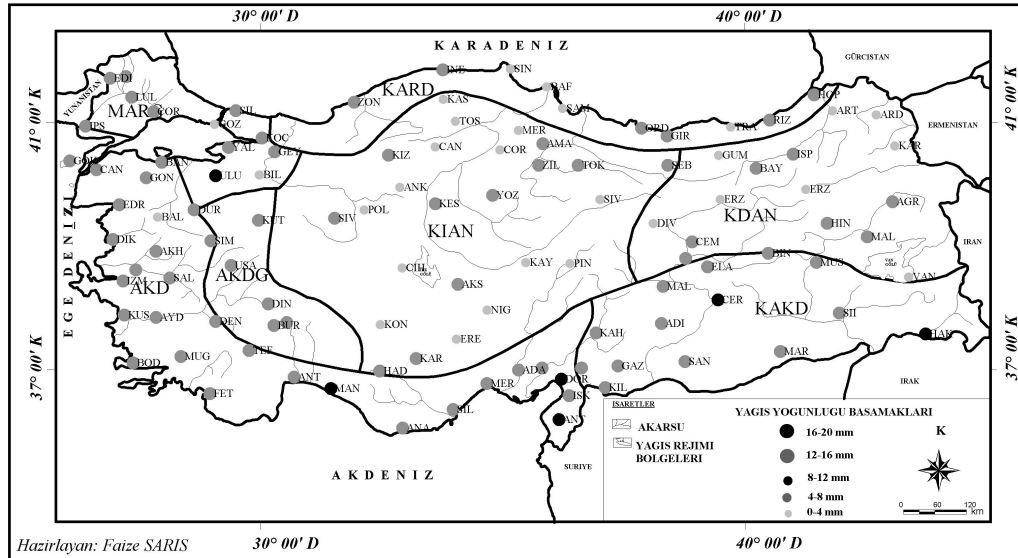 30° 00' D 40° 00' D
KARADENIZ
GÜRCISTAN
YUNANISTAN
ERMENISTAN
41° 00' K
41° 00' K
EDI
LUL
MARG
COR
IPS
SIL
GOZ
KOC
YAL
GEY
BAN
GOK
CAN
GON
ULU
BIL
ZON
KARD
INE
SIN
BAF
KAS
SAM
TOS
MER
CAN
COR
AMA
KIZ
ZIL
TOK
ORD
GIR
TRA
RIZ
HOP
ART
ARD
KAR
SEB
GUM
BAY
ISP
EDR
BAL
DUR
KUT
ANK
POL
SIV
KES
KIAN
YOZ
SIV
ERZ
ERZ
AGR
KDAN
DIV
HIN
MAL
CEM
DIK
AKH
SIM
USA
AKDG
IZM
SAL
AKD
CIH
KAY
PIN
AKS
NIG
ELA
BIN
MUS
VAN GÖLÜ
VAN
IRAN
EGE DENIZI
KUS
AYD
DEN
DIN
BUR
KON
ERE
KAR
MAL
CER
KAKD
ADI
SII
HAK
KAH
37° 00' K
37° 00' K
BOD
MUG
TEF
FET
ANT
MAN
HAD
ANA
SIL
MER
ADA
DOR
ISK
ANT
GAZ
KIL
SAN
MAR
IRAK
SURIYE
AKDENIZ
ISARETLER
AKARSU
YAGIS REJIMI
BOLGELERI
YAGIS YOGUNLUGU BASAMAKLARI
16-20 mm
12-16 mm
8-12 mm
4-8 mm
0-4 mm
K
0 60 120
km
Hazirlayan: Faize SARIS
30° 00' D 40° 00' D